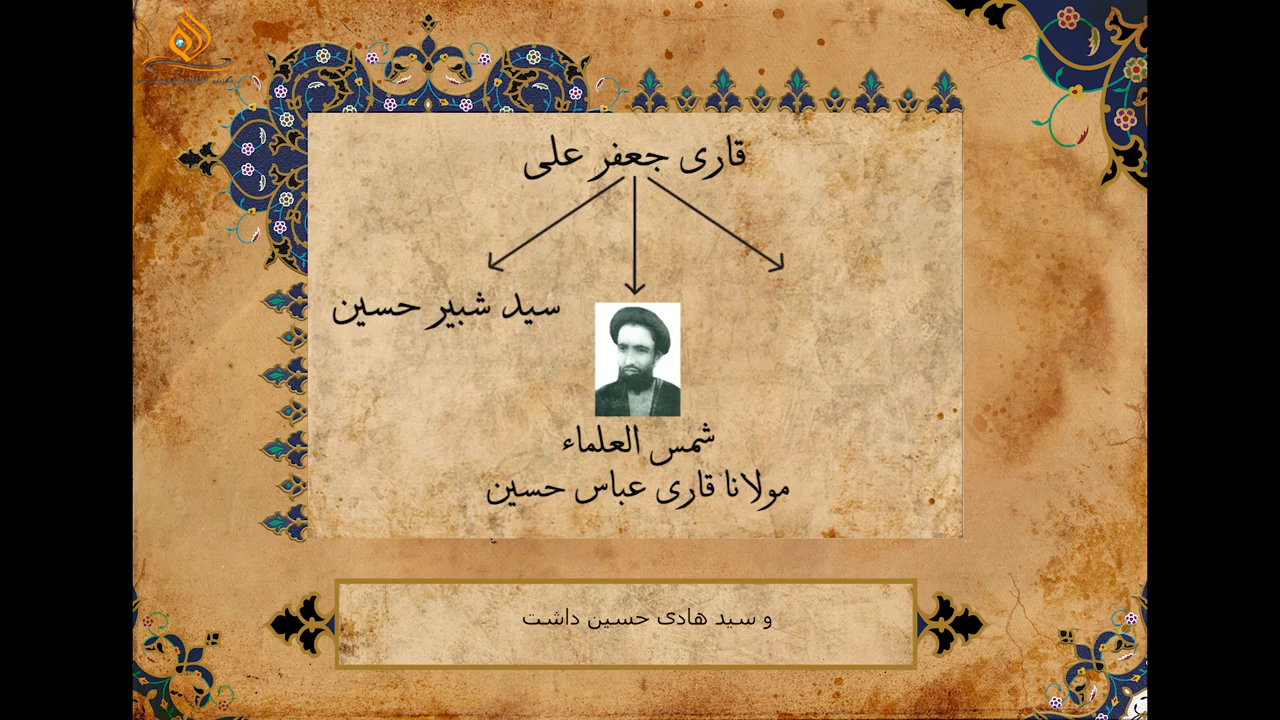 قاری جعفر علی
سید شبیر حسین
شمس العلماء
مولانا قاری عباس حسین
و سید هادی حسین داشت